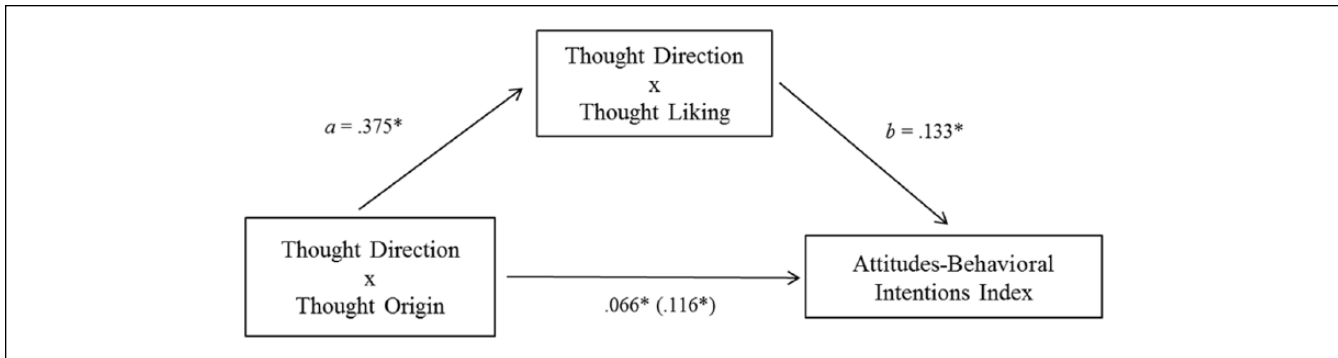 Thought Direction
x
Thought Liking
a = .375*
b = .133*
Thought Direction
x
Thought Origin
Attitudes-Behavioral
Intentions Index
.066* (.116*)